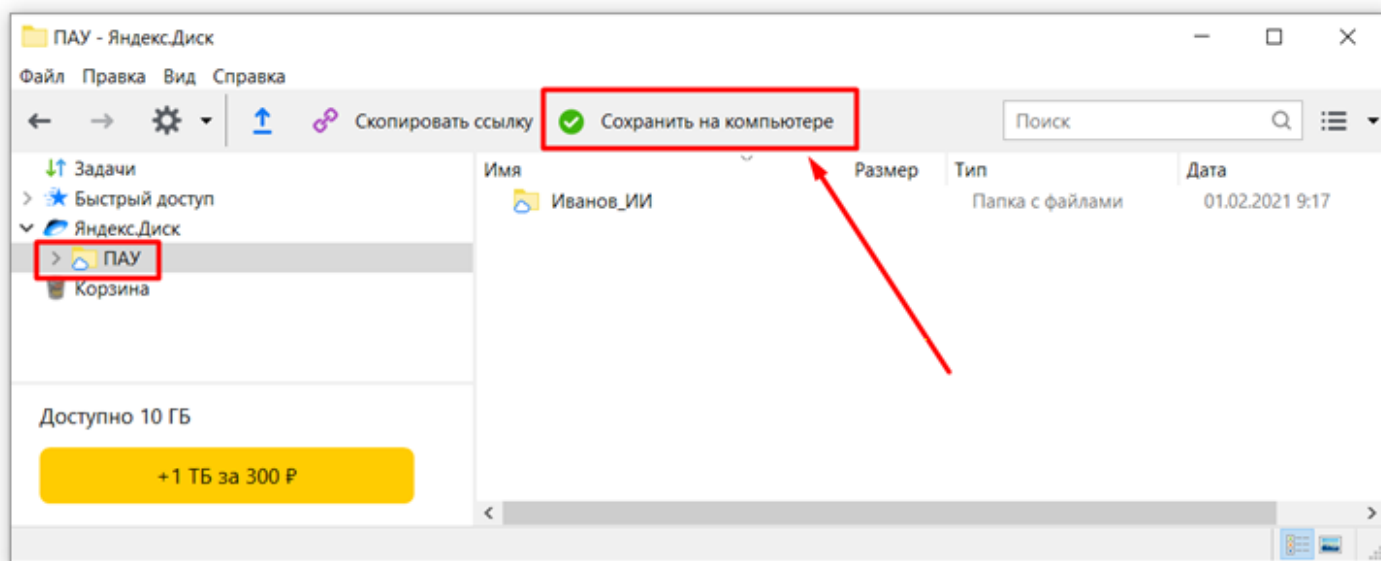 ПАУ - Яндекс.Диск
Файл Правка Вид Справка
Скопировать ссылку Сохранить на компьютере Поиск
Задачи
Быстрый доступ
Яндекс.Диск
ПАУ
Корзина
Имя Размер Тип Дата
Иванов_ИИ Папка с файлами 01.02.2021 9:17
Доступно 10 ГБ
+1 ТБ за 300 ₽